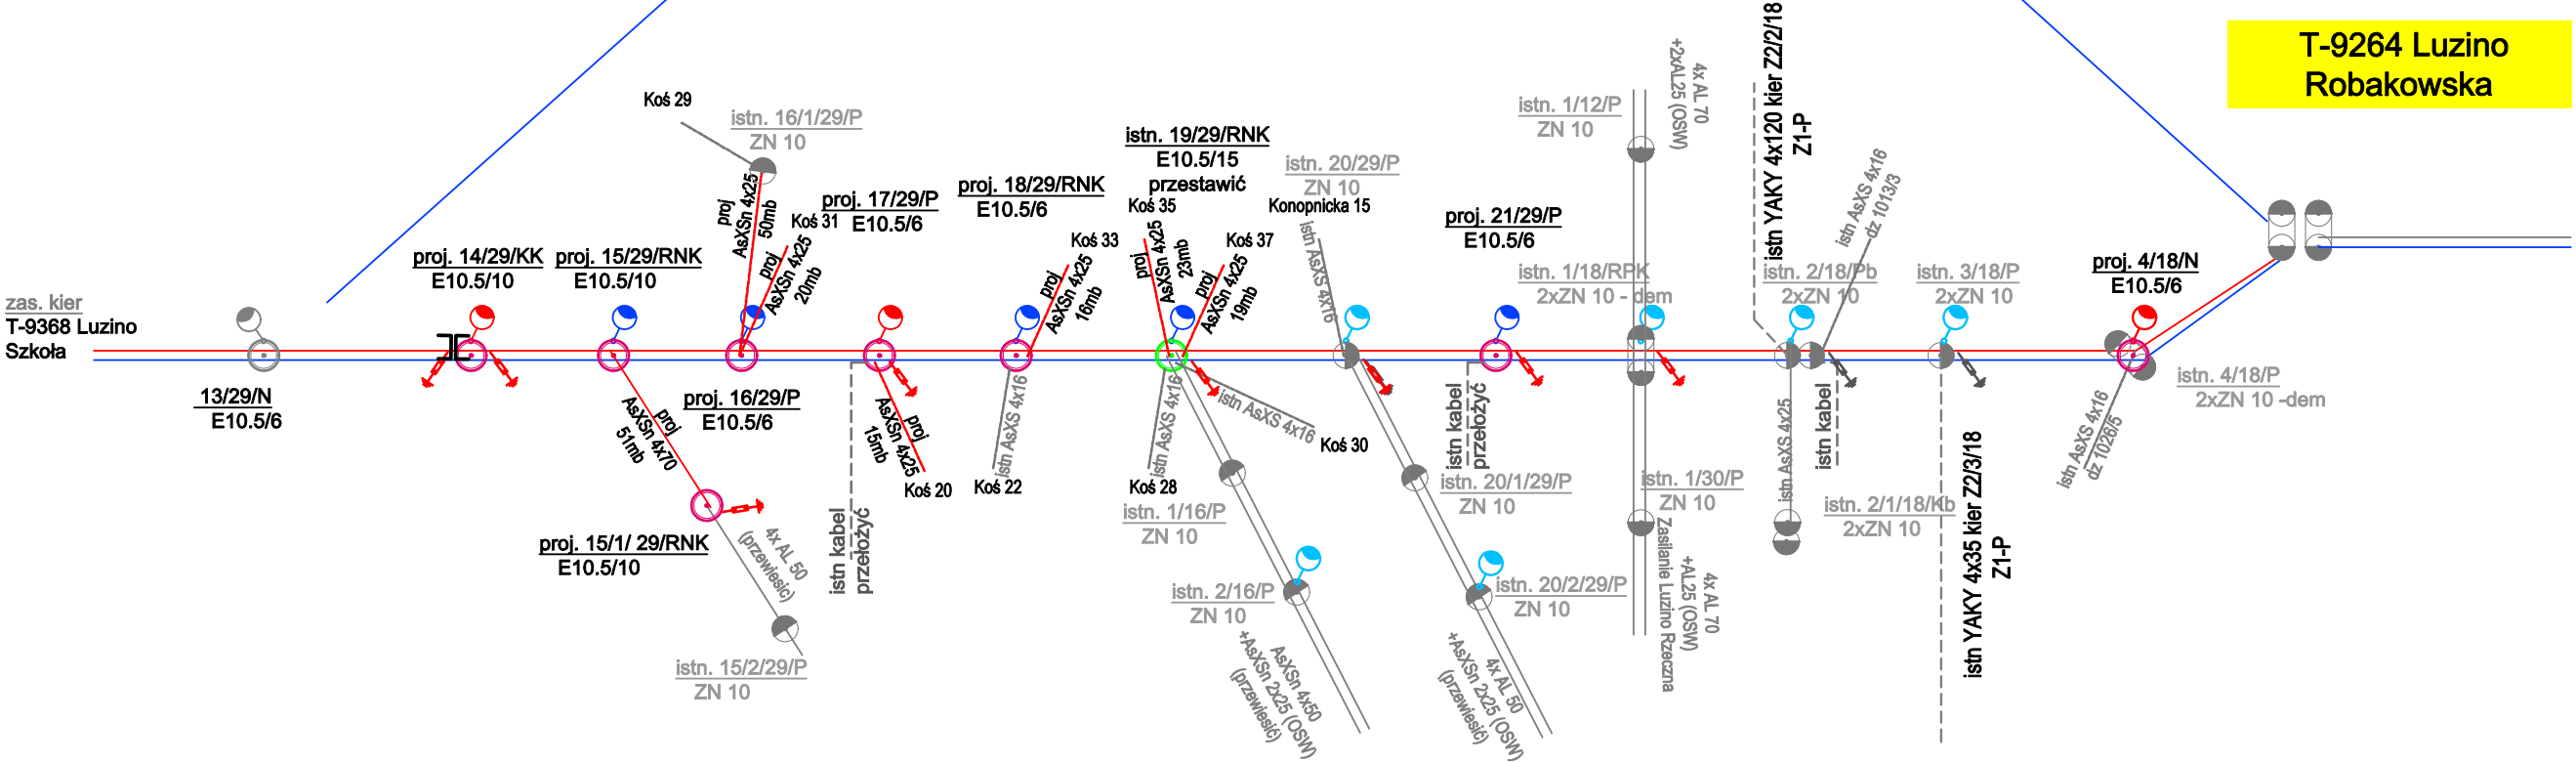 T-9264 Luzino
Robakowska
zas. kier
T-9368 Luzino
Szkoła
13/29/N
E10.5/6
proj. 14/29/KK
E10.5/10
proj. 15/29/RNK
E10.5/10
proj
AsXSn 4x70
51mb
proj. 15/1/ 29/RNK
E10.5/10
4x AL 50
(przewiesic)
istn. 15/2/29/P
ZN 10
Koś 29
istn. 16/1/29/P
ZN 10
proj
AsXSn 4x25
50mb
Koś 31
proj
AsXSn 4x25
20mb
proj. 16/29/P
E10.5/6
proj. 17/29/P
E10.5/6
istn kabel
przełożyć
proj
AsXSn 4x25
15mb
Koś 20
proj. 18/29/RNK
E10.5/6
Koś 33
proj
AsXSn 4x25
16mb
istn AsXS 4x16
Koś 22
istn. 19/29/RNK
E10.5/15
przestawić
Koś 35
proj
AsXSn 4x25
23mb
Koś 37
proj
AsXSn 4x25
19mb
istn AsXS 4x16
Koś 28
istn AsXS 4x16
Koś 30
istn. 1/16/P
ZN 10
istn. 2/16/P
ZN 10
AsXSn 4x50
+AsXSn 2x25 (OSW)
(przewiesić)
istn. 20/29/P
ZN 10
Konopnicka 15
istn AsXS 4x16
istn. 20/1/29/P
ZN 10
istn. 20/2/29/P
ZN 10
4x AL 50
+AsXSn 2x25 (OSW)
(przewiesić)
proj. 21/29/P
E10.5/6
istn kabel
przełożyć
istn. 1/12/P
ZN 10
4x AL 70
+2xAL25 (OSW)
istn. 1/18/RPK
2xZN 10 - dem
istn. 1/30/P
ZN 10
4x AL 70
+AL25 (OSW)
Zasilanie Luzino Rzeczna
istn YAKY 4x120 kier Z2/2/18
Z1-P
istn AsXS 4x16
dz 1013/3
istn. 2/18/Pb
2xZN 10
istn AsXS 4x25
istn kabel
istn. 2/1/18/Kb
2xZN 10
istn. 3/18/P
2xZN 10
istn YAKY 4x35 kier Z2/3/18
Z1-P
proj. 4/18/N
E10.5/6
istn AsXS 4x16
dz 1026/5
istn. 4/18/P
2xZN 10 -dem